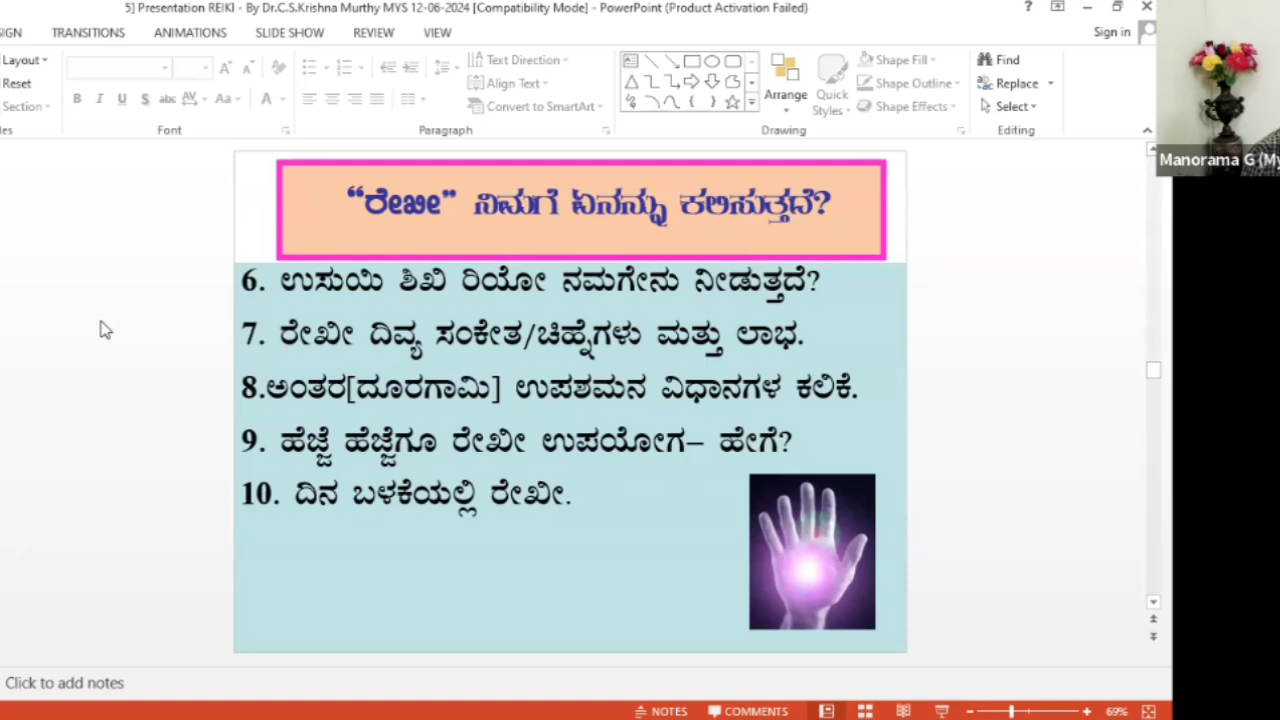 5] Presentation REIKI - By Dr.C.S.Krishna Murthy MYS 12-06-2024 [Compatibility Mode] - PowerPoint (Product Activation Failed)
TRANSITIONS ANIMATIONS SLIDE SHOW REVIEW VIEW Sign in
Layout Text Direction Shape Fill Find
Reset Align Text Arrange Quick Styles Shape Outline Replace
Section B I U S abc AV Aa A Convert to SmartArt Shape Effects Select
Font Paragraph Drawing Editing
Manorama G (My
“ರೇಖೀ” ನಿಮಗೆ ಏನನ್ನು ಕಲಿಸುತ್ತದೆ?
6. ಉಸುಯಿ ಶಿಖಿ ರಿಯೋ ನಮಗೇನು ನೀಡುತ್ತದೆ?
7. ರೇಖೀ ದಿವ್ಯ ಸಂಕೇತ/ಚಿಹ್ನೆಗಳು ಮತ್ತು ಲಾಭ.
8.ಅಂತರ[ದೂರಗಾಮಿ] ಉಪಶಮನ ವಿಧಾನಗಳ ಕಲಿಕೆ.
9. ಹೆಜ್ಜೆ ಹೆಜ್ಜೆಗೂ ರೇಖೀ ಉಪಯೋಗ– ಹೇಗೆ?
10. ದಿನ ಬಳಕೆಯಲ್ಲಿ ರೇಖೀ.
Click to add notes
NOTES COMMENTS 69%